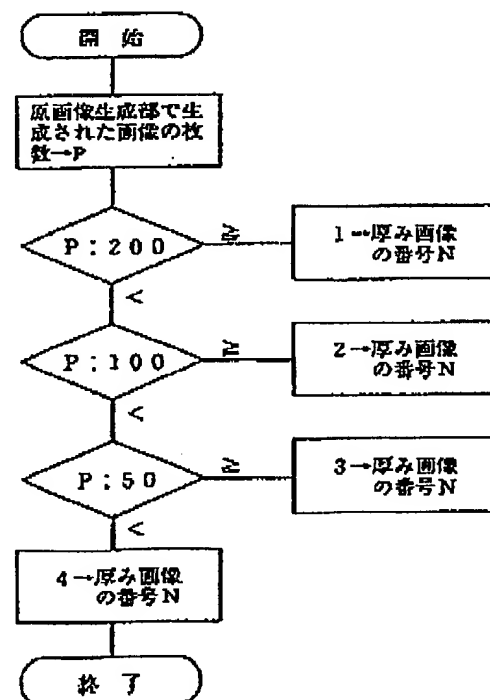 開始
原画像生成部で生
成された画像の枚
数→P
P:200
≧
1→厚み画像
の番号N
<
P:100
≧
2→厚み画像
の番号N
<
P:50
≧
3→厚み画像
の番号N
<
4→厚み画像
の番号N
終了